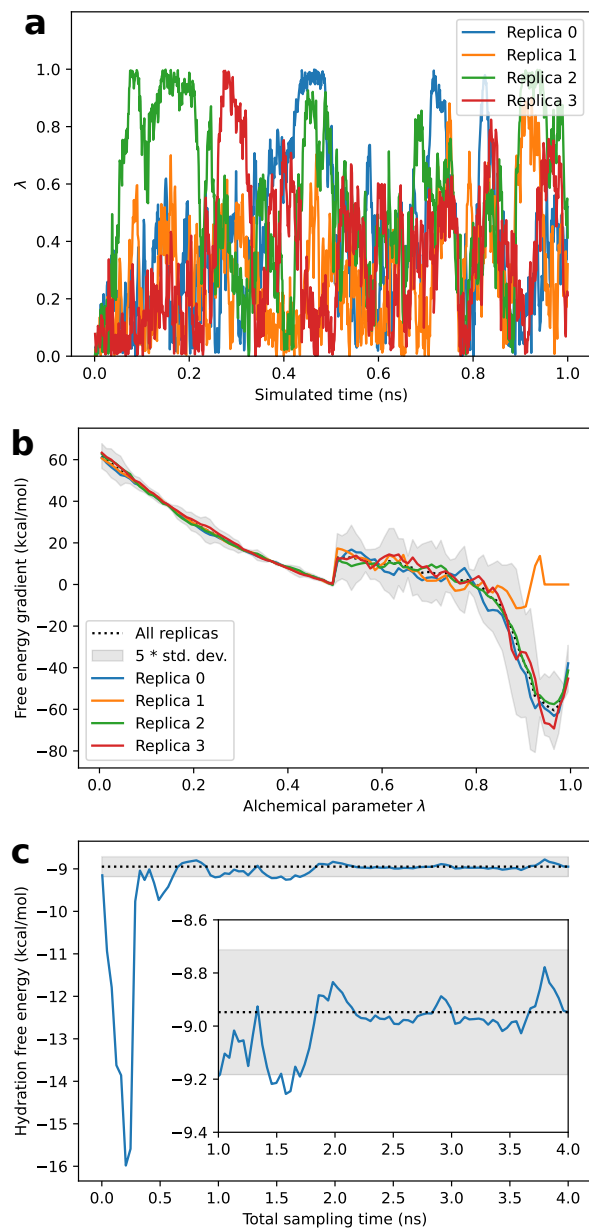 a
Replica 0
Replica 1
Replica 2
Replica 3
1.0
0.8
0.6
0.4
0.2
0.0
λ
0.0 0.2 0.4 0.6 0.8 1.0
Simulated time (ns)
b
60
40
20
0
−20
−40
−60
−80
Free energy gradient (kcal/mol)
All replicas
5 * std. dev.
Replica 0
Replica 1
Replica 2
Replica 3
0.0 0.2 0.4 0.6 0.8 1.0
Alchemical parameter λ
c
−9
−10
−11
−12
−13
−14
−15
−16
Hydration free energy (kcal/mol)
−8.6
−8.8
−9.0
−9.2
−9.4
1.0 1.5 2.0 2.5 3.0 3.5 4.0
0.0 0.5 1.0 1.5 2.0 2.5 3.0 3.5 4.0
Total sampling time (ns)